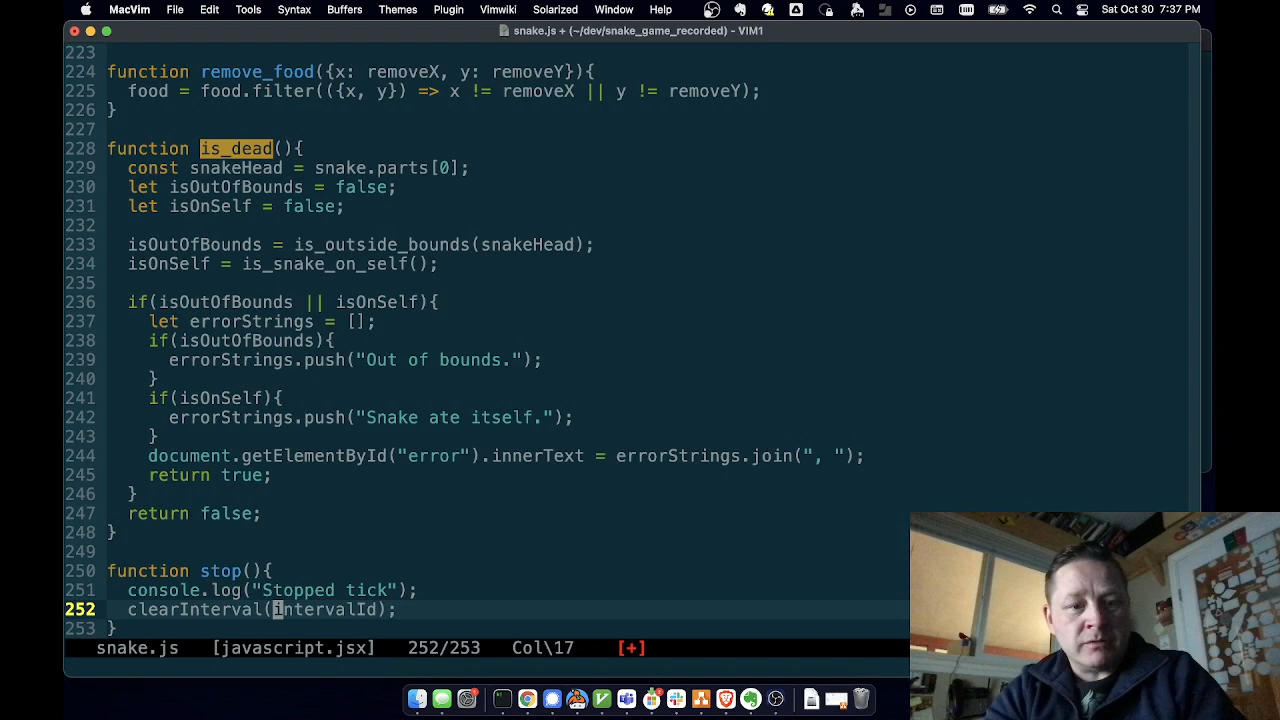 MacVim File Edit Tools Syntax Buffers Themes Plugin Vimwiki Solarized Window Help Sat Oct 30 7:37 PM
snake.js + (~/dev/snake_game_recorded) - VIM1
223
224 function remove_food({x: removeX, y: removeY}){
225   food = food.filter(({x, y}) => x != removeX || y != removeY);
226 }
227
228 function is_dead(){
229   const snakeHead = snake.parts[0];
230   let isOutOfBounds = false;
231   let isOnSelf = false;
232
233   isOutOfBounds = is_outside_bounds(snakeHead);
234   isOnSelf = is_snake_on_self();
235
236   if(isOutOfBounds || isOnSelf){
237     let errorStrings = [];
238     if(isOutOfBounds){
239       errorStrings.push("Out of bounds.");
240     }
241     if(isOnSelf){
242       errorStrings.push("Snake ate itself.");
243     }
244     document.getElementById("error").innerText = errorStrings.join(", ");
245     return true;
246   }
247   return false;
248 }
249
250 function stop(){
251   console.log("Stopped tick");
252   clearInterval(intervalId);
253 }
snake.js [javascript.jsx] 252/253 Col\17 [+]